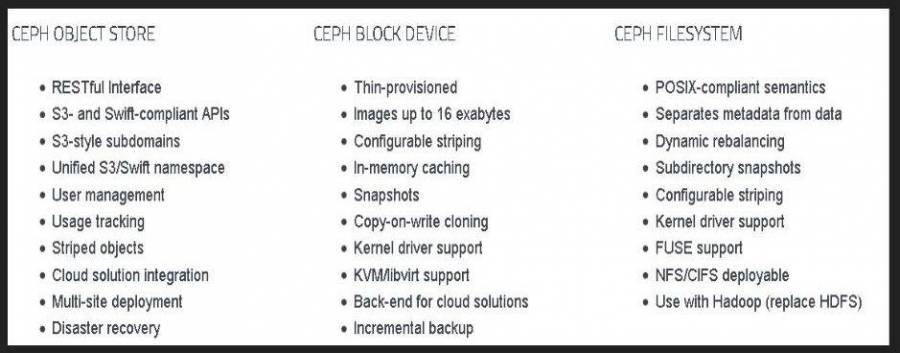 CEPH OBJECT STORE
• RESTful Interface
• S3- and Swift-compliant APIs
• S3-style subdomains
• Unified S3/Swift namespace
• User management
• Usage tracking
• Striped objects
• Cloud solution integration
• Multi-site deployment
• Disaster recovery
CEPH BLOCK DEVICE
• Thin-provisioned
• Images up to 16 exabytes
• Configurable striping
• In-memory caching
• Snapshots
• Copy-on-write cloning
• Kernel driver support
• KVM/libvirt support
• Back-end for cloud solutions
• Incremental backup
CEPH FILESYSTEM
• POSIX-compliant semantics
• Separates metadata from data
• Dynamic rebalancing
• Subdirectory snapshots
• Configurable striping
• Kernel driver support
• FUSE support
• NFS/CIFS deployable
• Use with Hadoop (replace HDFS)